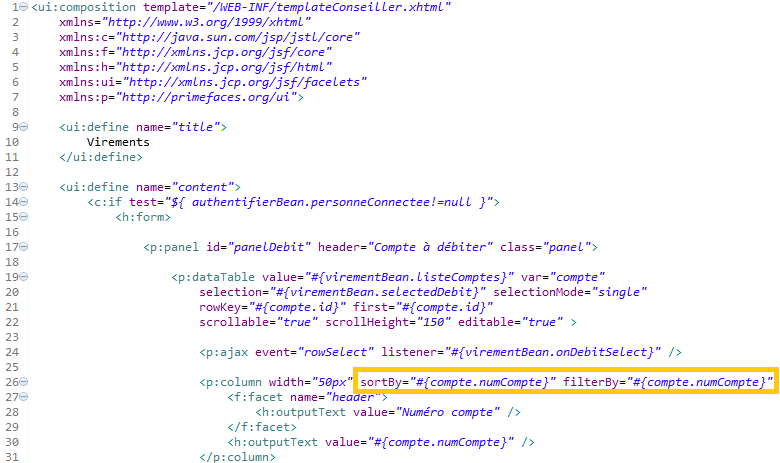 1 <ui:composition template="/WEB-INF/templateConseiller.xhtml"
2 xmlns="http://www.w3.org/1999/xhtml"
3 xmlns:c="http://java.sun.com/jsp/jstl/core"
4 xmlns:f="http://xmlns.jcp.org/jsf/core"
5 xmlns:h="http://xmlns.jcp.org/jsf/html"
6 xmlns:ui="http://xmlns.jcp.org/jsf/facelets"
7 xmlns:p="http://primefaces.org/ui">
8
9 <ui:define name="title">
10 Virements
11 </ui:define>
12
13 <ui:define name="content">
14 <c:if test="${ authentifierBean.personneConnectee!=null }">
15 <h:form>
16
17 <p:panel id="panelDebit" header="Compte à débiter" class="panel">
18
19 <p:dataTable value="#{virementBean.listeComptes}" var="compte"
20 selection="#{virementBean.selectedDebit}" selectionMode="single"
21 rowKey="#{compte.id}" first="#{compte.id}"
22 scrollable="true" scrollHeight="150" editable="true" >
23
24 <p:ajax event="rowSelect" listener="#{virementBean.onDebitSelect}" />
25
26 <p:column width="50px" sortBy="#{compte.numCompte}" filterBy="#{compte.numCompte}"
27 <f:facet name="header">
28 <h:outputText value="Numéro compte" />
29 </f:facet>
30 <h:outputText value="#{compte.numCompte}" />
31 </p:column>